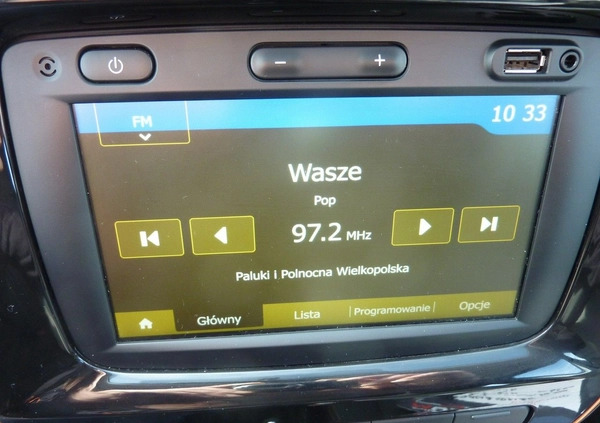 FM
10 33
Wasze
Pop
97.2 MHz
Paluki i Polnocna Wielkopolska
Główny
Lista
Programowanie
Opcje